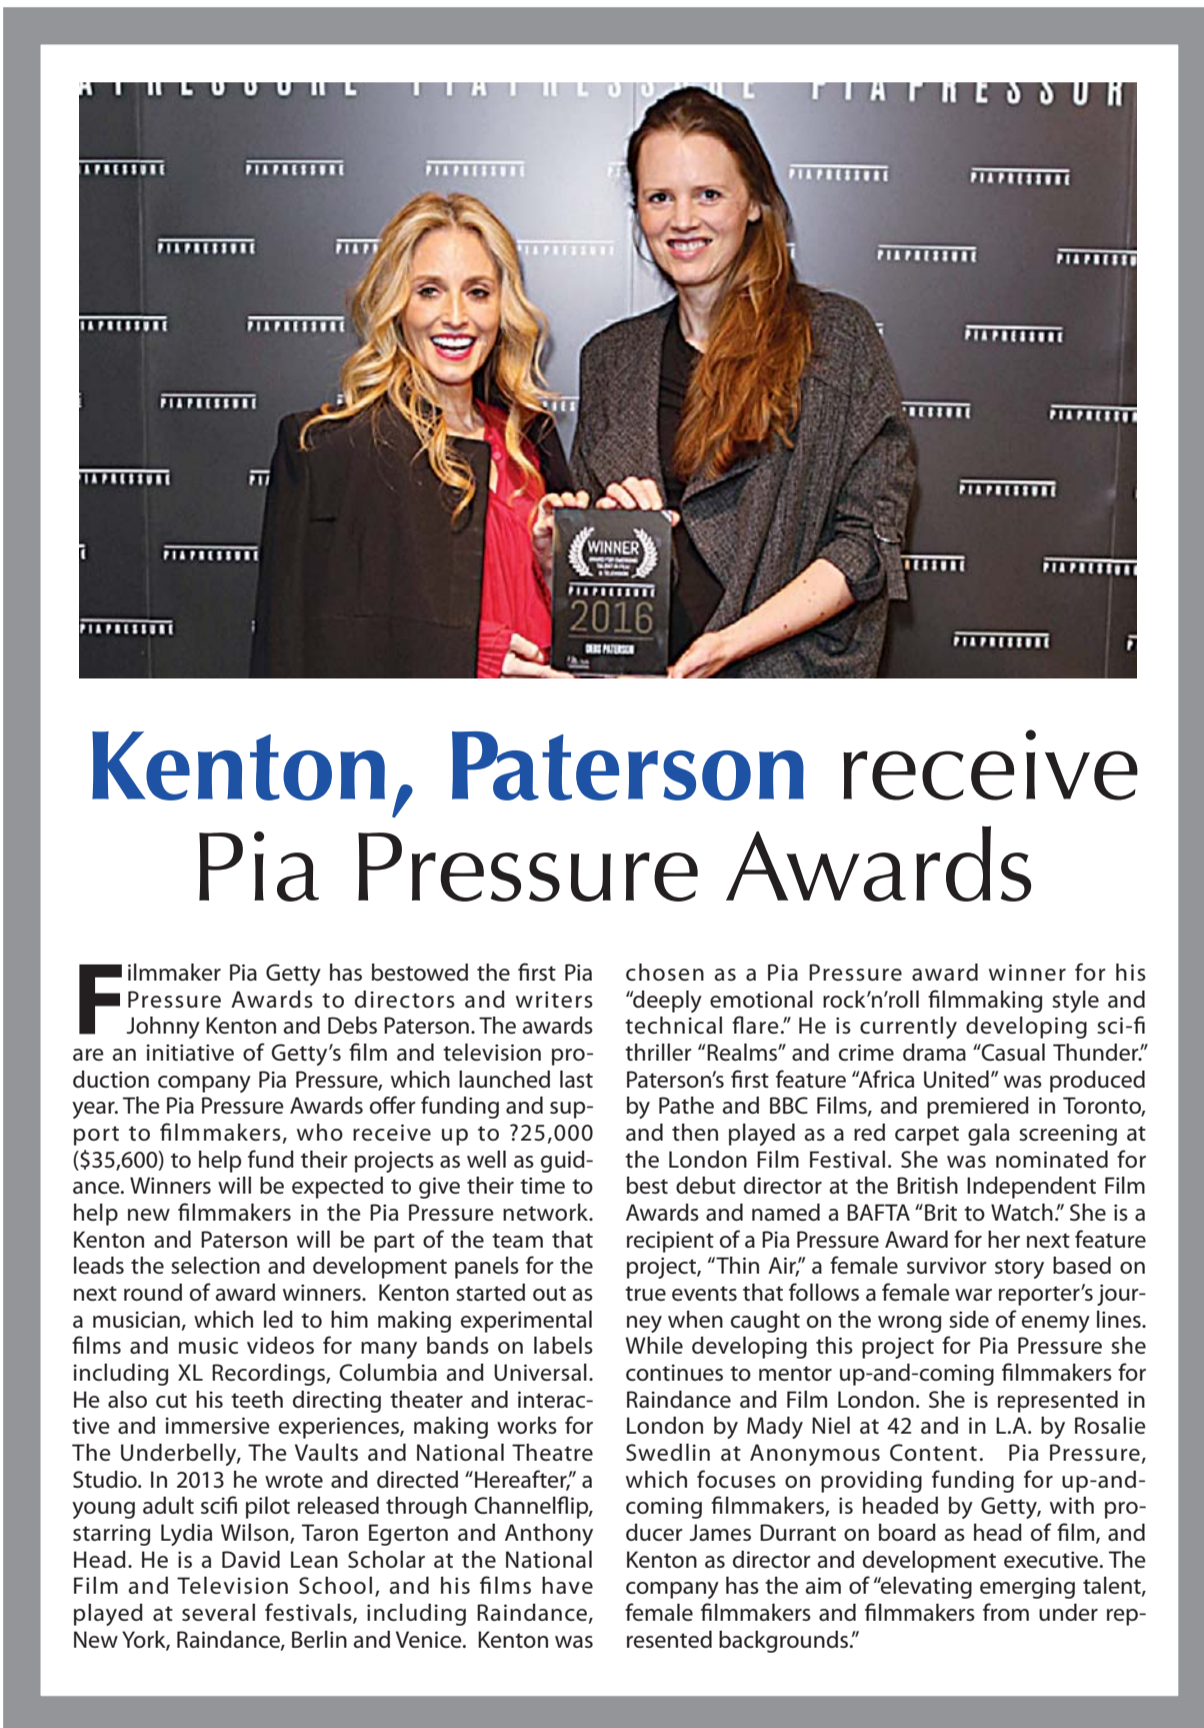 PIAPRESSURE
PIAPRESSURE
PIAPRESSURE
PIAPRESSURE
PIAPRESSURE
WINNER
AWARD FOR EMERGING
TALENT IN FILM
& TELEVISION
PIAPRESSURE
2016
DEBS PATERSON
Kenton, Paterson receive
Pia Pressure Awards
Filmmaker Pia Getty has bestowed the first Pia
Pressure Awards to directors and writers
Johnny Kenton and Debs Paterson. The awards
are an initiative of Getty’s film and television pro-
duction company Pia Pressure, which launched last
year. The Pia Pressure Awards offer funding and sup-
port to filmmakers, who receive up to ?25,000
($35,600) to help fund their projects as well as guid-
ance. Winners will be expected to give their time to
help new filmmakers in the Pia Pressure network.
Kenton and Paterson will be part of the team that
leads the selection and development panels for the
next round of award winners. Kenton started out as
a musician, which led to him making experimental
films and music videos for many bands on labels
including XL Recordings, Columbia and Universal.
He also cut his teeth directing theater and interac-
tive and immersive experiences, making works for
The Underbelly, The Vaults and National Theatre
Studio. In 2013 he wrote and directed “Hereafter,” a
young adult scifi pilot released through Channelflip,
starring Lydia Wilson, Taron Egerton and Anthony
Head. He is a David Lean Scholar at the National
Film and Television School, and his films have
played at several festivals, including Raindance,
New York, Raindance, Berlin and Venice. Kenton was
chosen as a Pia Pressure award winner for his
“deeply emotional rock’n’roll filmmaking style and
technical flare.” He is currently developing sci-fi
thriller “Realms” and crime drama “Casual Thunder.”
Paterson’s first feature “Africa United” was produced
by Pathe and BBC Films, and premiered in Toronto,
and then played as a red carpet gala screening at
the London Film Festival. She was nominated for
best debut director at the British Independent Film
Awards and named a BAFTA “Brit to Watch.” She is a
recipient of a Pia Pressure Award for her next feature
project, “Thin Air,” a female survivor story based on
true events that follows a female war reporter’s jour-
ney when caught on the wrong side of enemy lines.
While developing this project for Pia Pressure she
continues to mentor up-and-coming filmmakers for
Raindance and Film London. She is represented in
London by Mady Niel at 42 and in L.A. by Rosalie
Swedlin at Anonymous Content. Pia Pressure,
which focuses on providing funding for up-and-
coming filmmakers, is headed by Getty, with pro-
ducer James Durrant on board as head of film, and
Kenton as director and development executive. The
company has the aim of “elevating emerging talent,
female filmmakers and filmmakers from under rep-
resented backgrounds.”